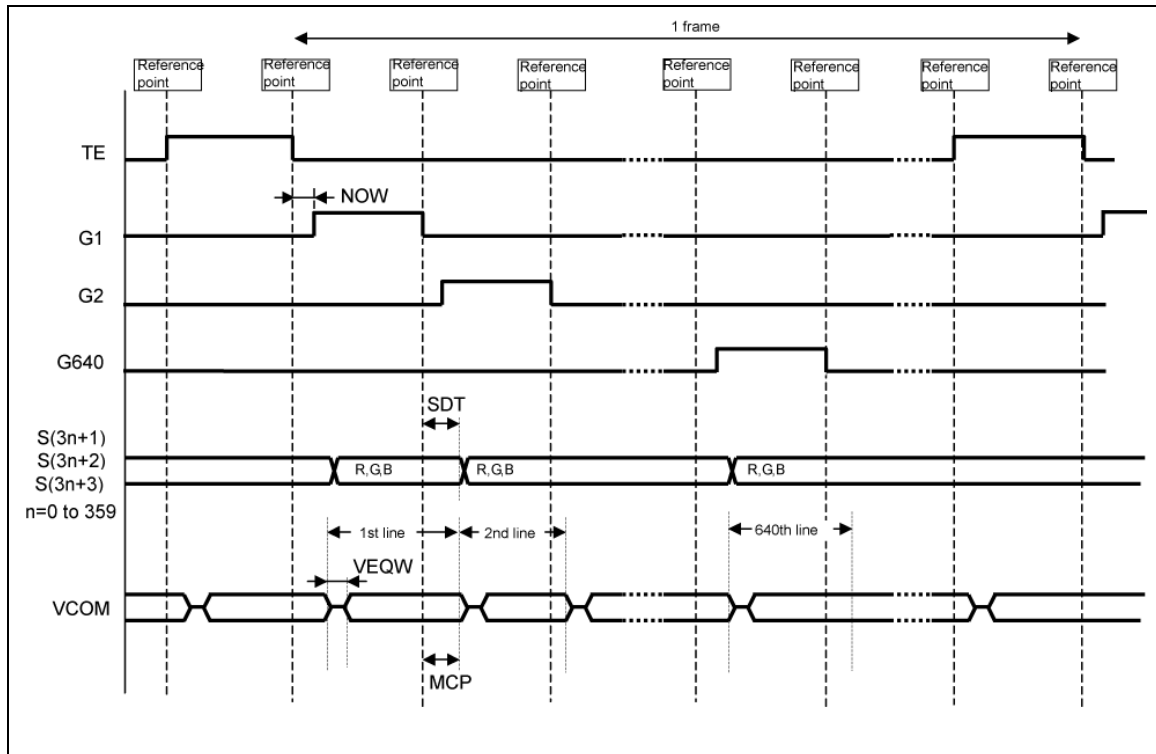 1 frame
Reference
point
Reference
point
Reference
point
Reference
point
Reference
point
Reference
point
Reference
point
Reference
point
TE
NOW
G1
G2
G640
SDT
S(3n+1)
S(3n+2)
S(3n+3)
n=0 to 359
R,G,B
R,G,B
R,G,B
1st line
2nd line
640th line
VEQW
VCOM
MCP